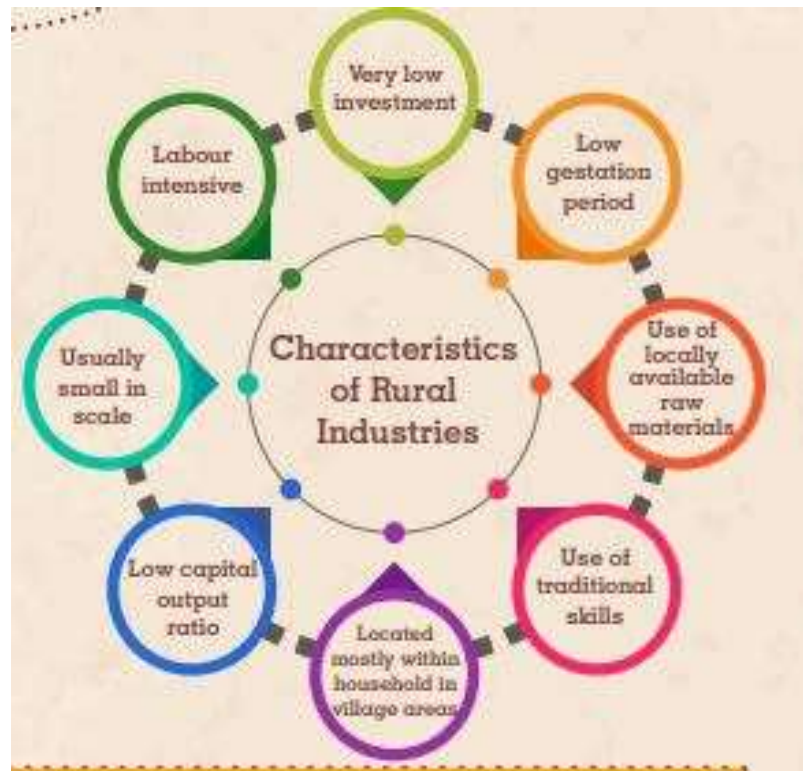 Very low
investment
Low
gestation
period
Use of
locally
available
raw
materials
Use of
traditional
skills
Located
mostly within
household in
village areas
Low capital
output
ratio
Usually
small in
scale
Labour
intensive
Characteristics
of Rural
Industries